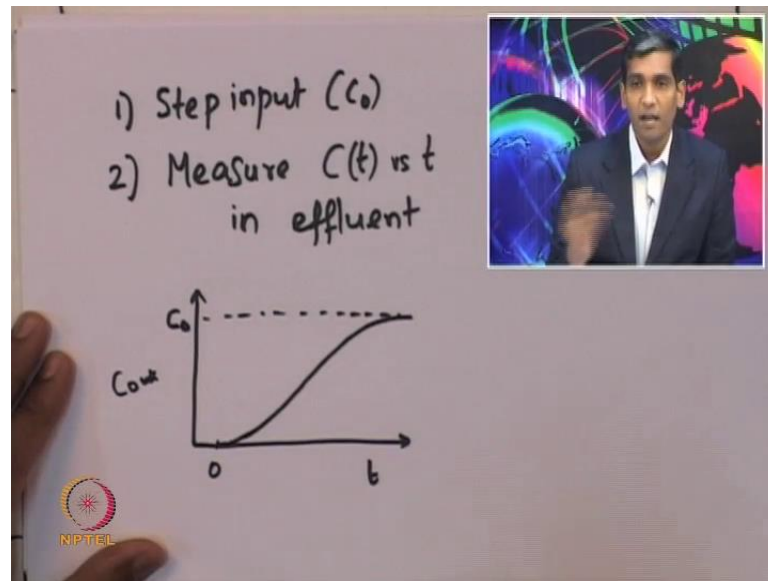 1) Step input (C₀)
2) Measure C(t) vs t
in effluent
C₀
Cout
0
t
NPTEL